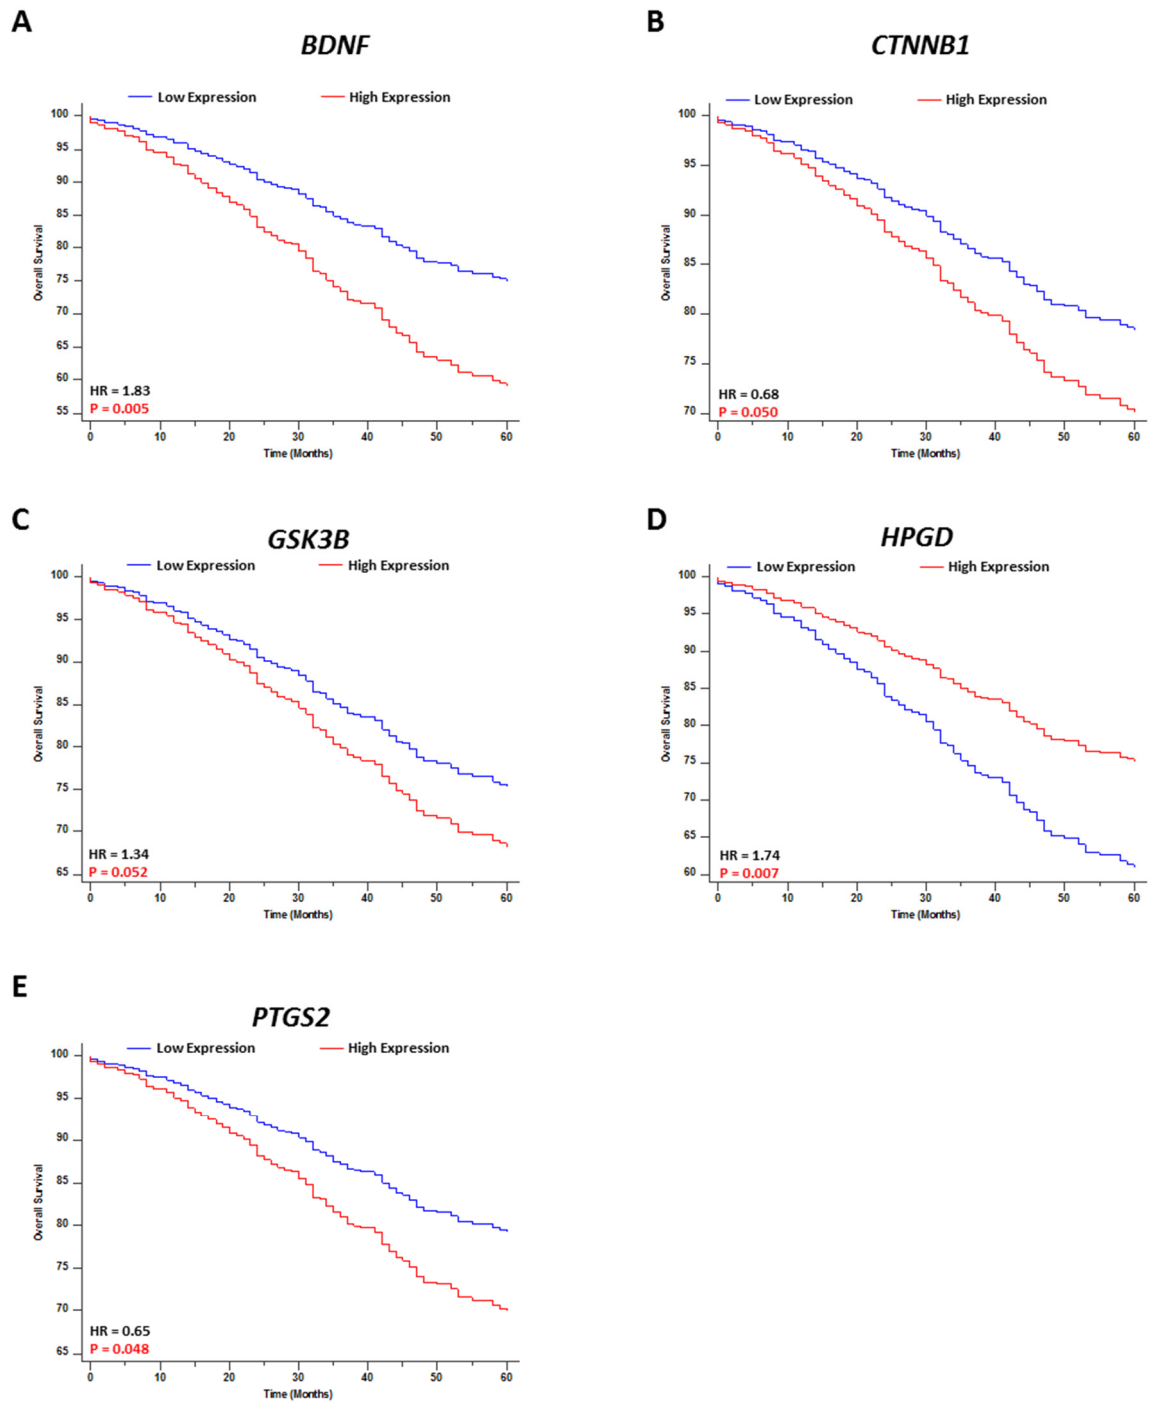 A
BDNF
Low Expression High Expression
100
95
90
85
80
75
70
65
60
55
Overall Survival
HR = 1.83
P = 0.005
0 10 20 30 40 50 60
Time (Months)
B
CTNNB1
Low Expression High Expression
100
95
90
85
80
75
70
Overall Survival
HR = 0.68
P = 0.050
0 10 20 30 40 50 60
Time (Months)
C
GSK3B
Low Expression High Expression
100
95
90
85
80
75
70
65
Overall Survival
HR = 1.34
P = 0.052
0 10 20 30 40 50 60
Time (Months)
D
HPGD
Low Expression High Expression
100
95
90
85
80
75
70
65
60
Overall Survival
HR = 1.74
P = 0.007
0 10 20 30 40 50 60
Time (Months)
E
PTGS2
Low Expression High Expression
100
95
90
85
80
75
70
65
Overall Survival
HR = 0.65
P = 0.048
0 10 20 30 40 50 60
Time (Months)